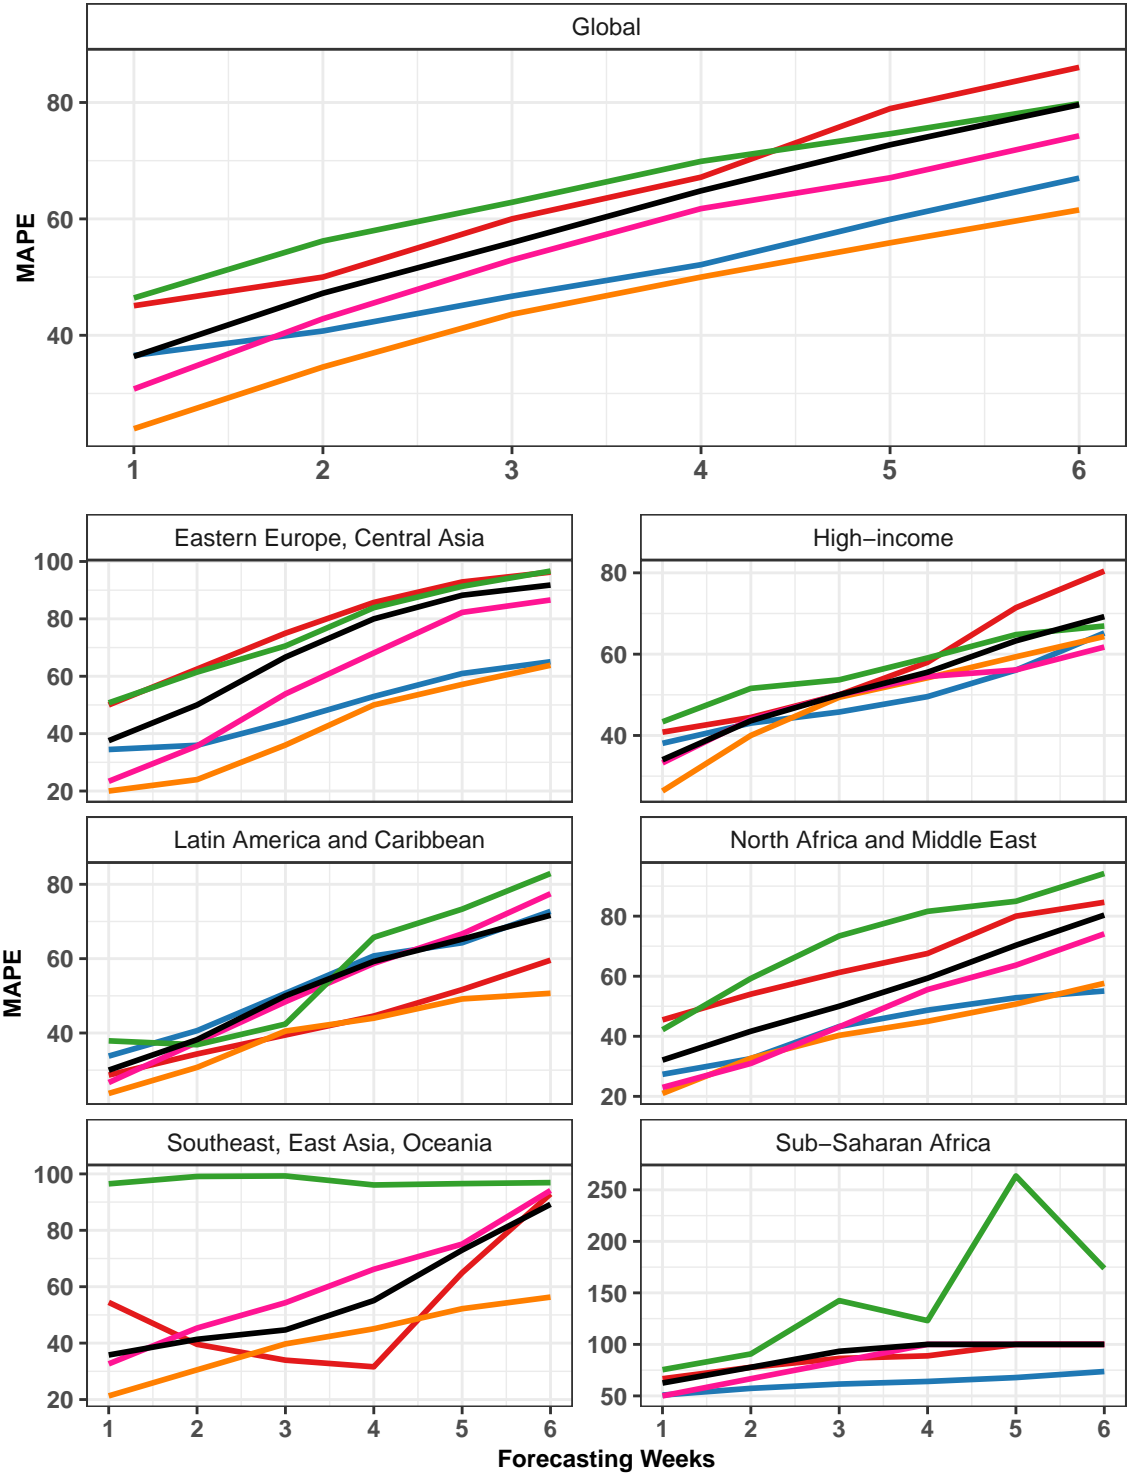 Global
80
60
40
MAPE
1 2 3 4 5 6
Eastern Europe, Central Asia
100
80
60
40
20
High−income
80
60
40
Latin America and Caribbean
80
60
40
North Africa and Middle East
80
60
40
20
MAPE
Southeast, East Asia, Oceania
100
80
60
40
20
1 2 3 4 5 6
Sub−Saharan Africa
250
200
150
100
50
1 2 3 4 5 6
Forecasting Weeks